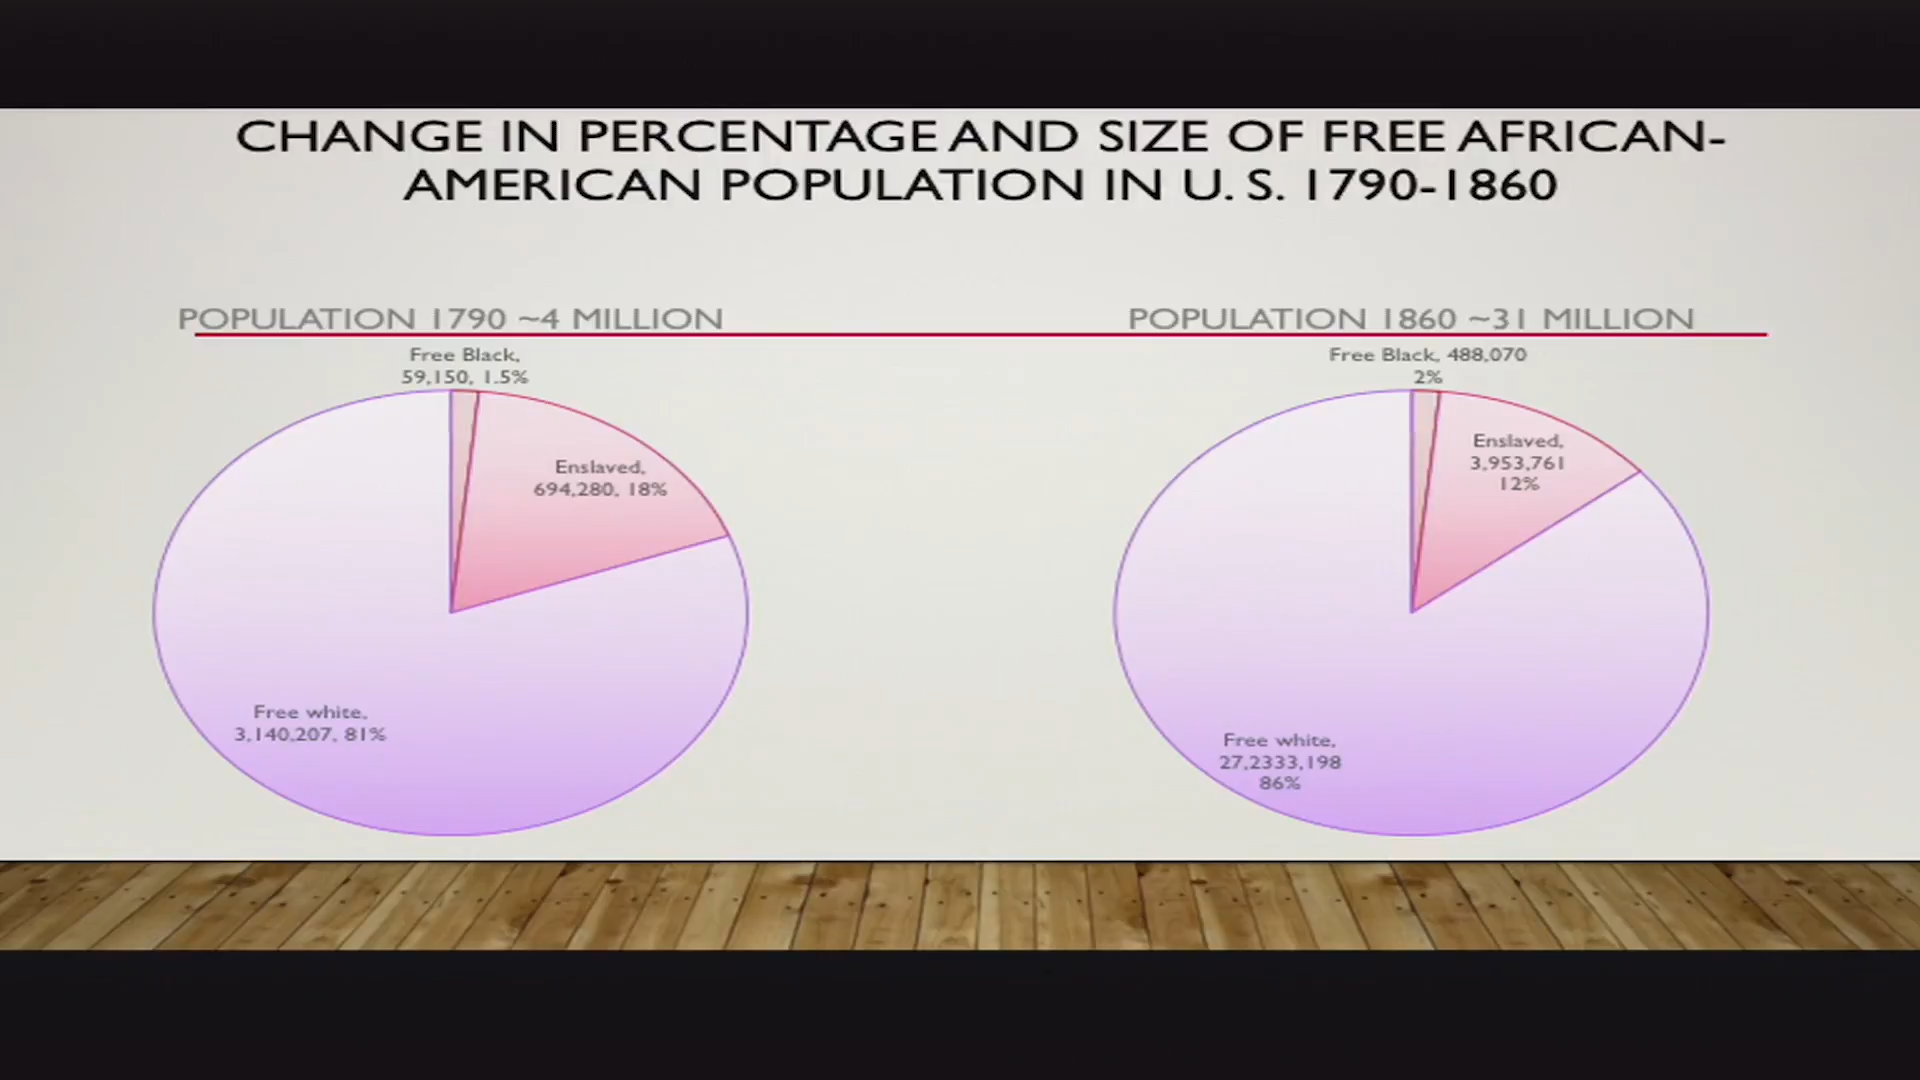 CHANGE IN PERCENTAGE AND SIZE OF FREE AFRICAN-
AMERICAN POPULATION IN U. S. 1790-1860
POPULATION 1790 ~4 MILLION
Free Black,
59,150, 1.5%
Enslaved,
694,280, 18%
Free white,
3,140,207, 81%
POPULATION 1860 ~31 MILLION
Free Black, 488,070
2%
Enslaved,
3,953,761
12%
Free white,
27,2333,198
86%